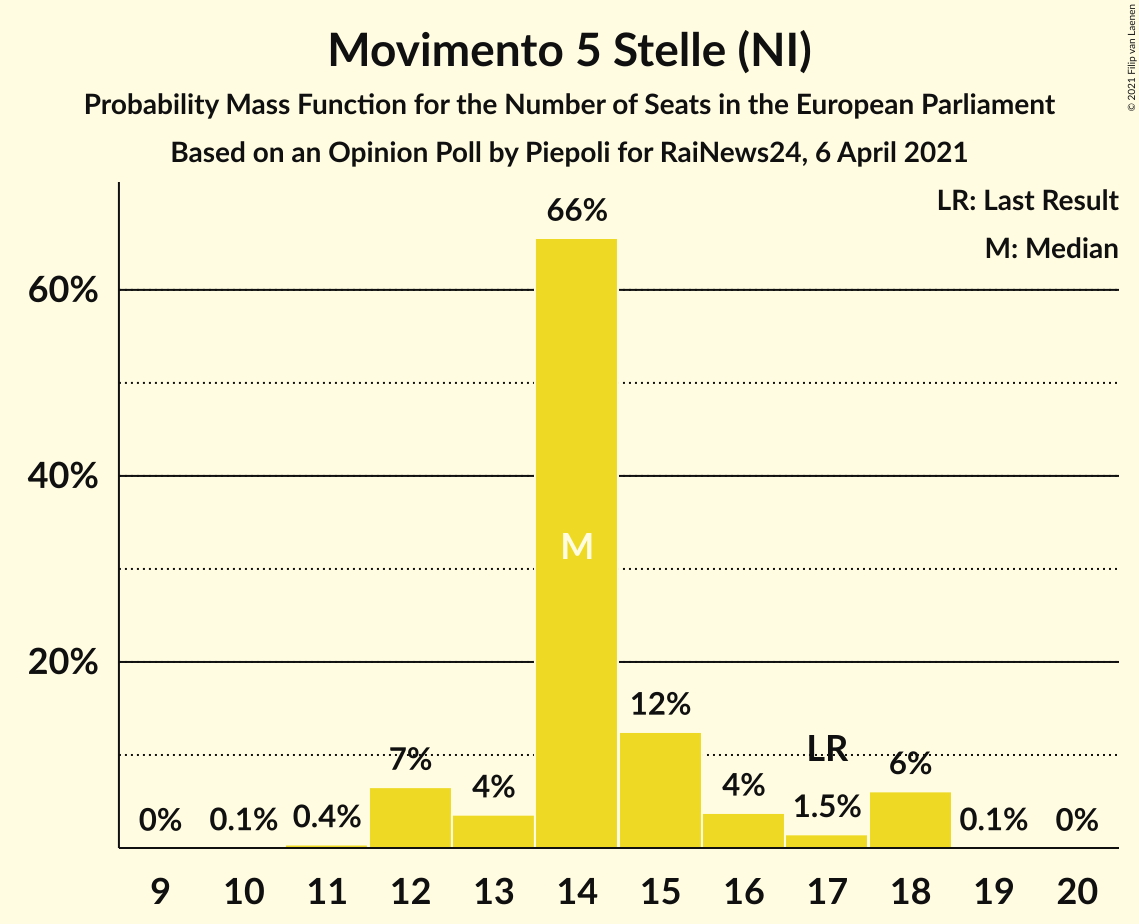 Movimento 5 Stelle (NI)
Probability Mass Function for the Number of Seats in the European Parliament
Based on an Opinion Poll by Piepoli for RaiNews24, 6 April 2021
© 2021 Filip van Laenen
LR: Last Result
M: Median
66%
60%
40%
M
20%
12%
LR
7%
6%
4%
4%
1.5%
0%
0.1%
0.4%
0.1%
0%
9 10 11 12 13 14 15 16 17 18 19 20